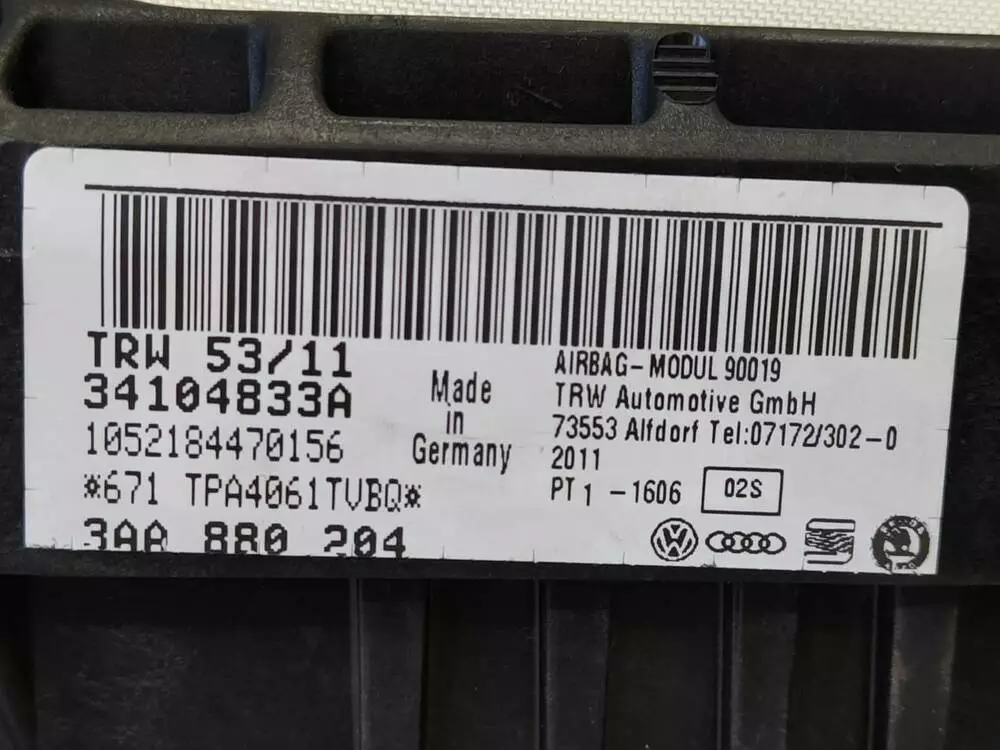 TRW 53/11
34104833A
1052184470156
*671 TPA4061TVBQ*
3AA 880 204
Made
in
Germany
AIRBAG-MODUL 90019
TRW Automotive GmbH
73553 Alfdorf Tel:07172/302-0
2011
PT1 -1606 02S